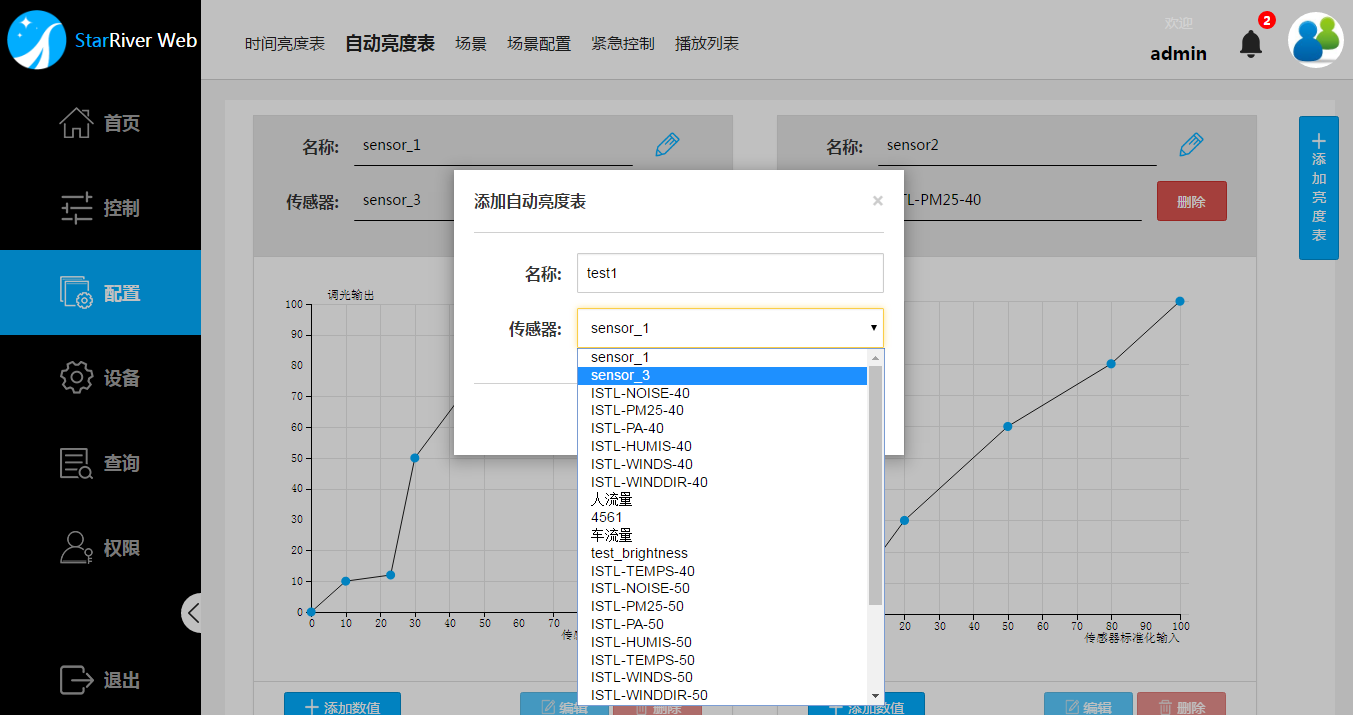 StarRiver Web
时间亮度表 自动亮度表 场景 场景配置 紧急控制 播放列表
欢迎
admin
2
首页
控制
配置
设备
查询
权限
退出
名称: sensor_1
传感器: sensor_3
名称: sensor2
TL-PM25-40
删除
添加亮度表
添加自动亮度表
×
名称: test1
传感器: sensor_1
sensor_1
sensor_3
ISTL-NOISE-40
ISTL-PM25-40
ISTL-PA-40
ISTL-HUMIS-40
ISTL-WINDS-40
ISTL-WINDDIR-40
人流量
4561
车流量
test_brightness
ISTL-TEMPS-40
ISTL-NOISE-50
ISTL-PM25-50
ISTL-PA-50
ISTL-HUMIS-50
ISTL-TEMPS-50
ISTL-WINDS-50
ISTL-WINDDIR-50
调光输出
100
90
80
70
60
50
40
30
20
10
0
0 10 20 30 40 50 60 70
传感
20 30 40 50 60 70 80 90 100
传感器标准化输入
添加数值 编辑 删除
添加数值 编辑 删除